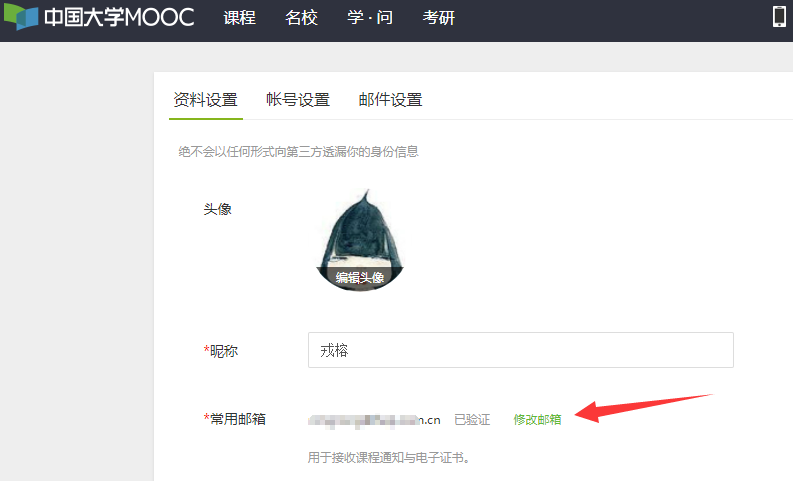 中国大学MOOC 课程 名校 学·问 考研
资料设置 帐号设置 邮件设置
绝不会以任何形式向第三方透漏你的身份信息
头像
编辑头像
*昵称 戎榕
*常用邮箱 .cn 已验证 修改邮箱
用于接收课程通知与电子证书。